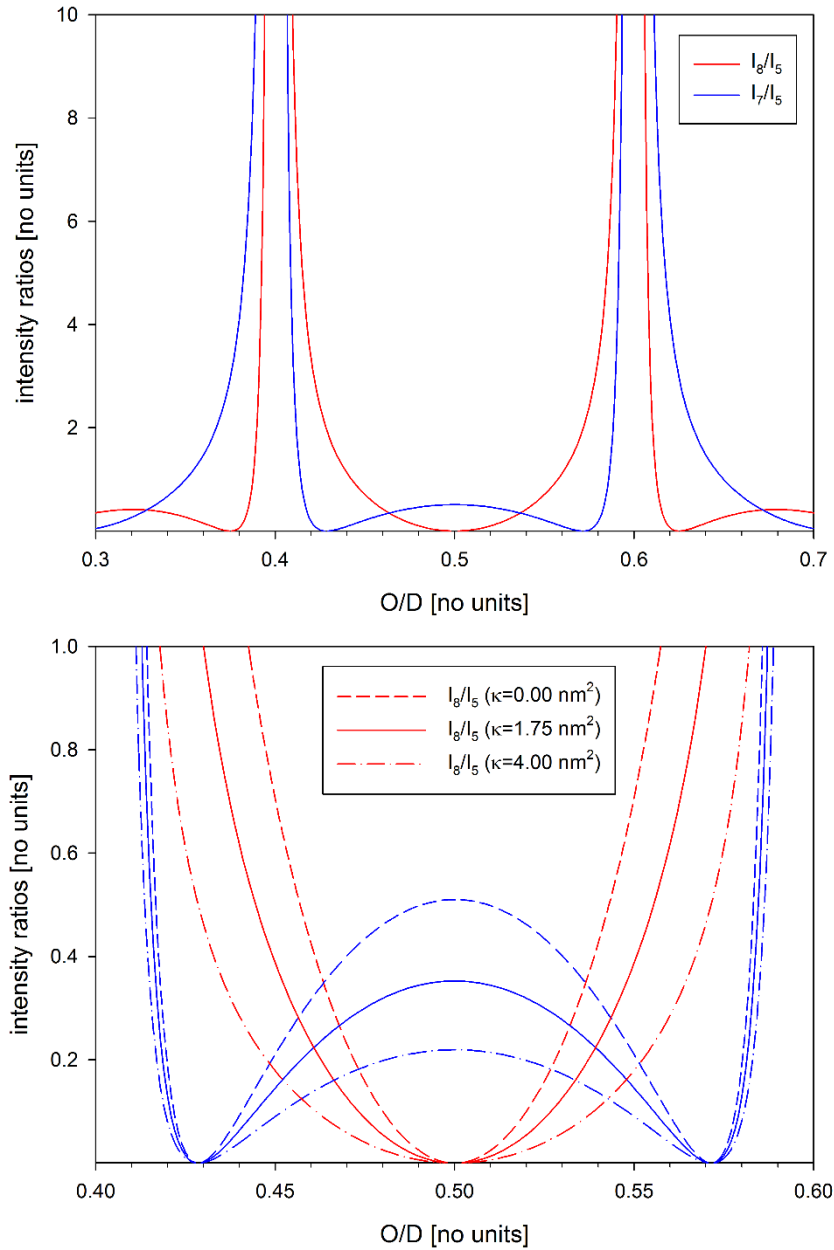 10
8
6
4
2
0.3 0.4 0.5 0.6 0.7
intensity ratios [no units]
O/D [no units]
I₈/I₅
I₇/I₅
1.0
0.8
0.6
0.4
0.2
0.40 0.45 0.50 0.55 0.60
intensity ratios [no units]
O/D [no units]
I₈/I₅ (κ=0.00 nm²)
I₈/I₅ (κ=1.75 nm²)
I₈/I₅ (κ=4.00 nm²)